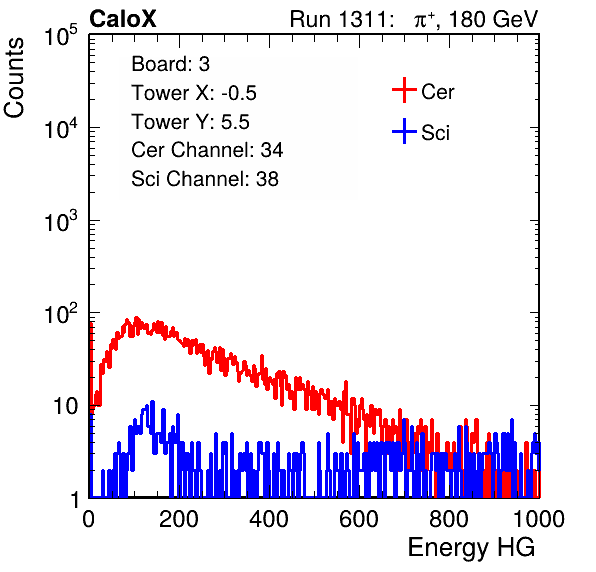 CaloX Run 1311: π⁺, 180 GeV
Counts
Board: 3
Tower X: -0.5
Tower Y: 5.5
Cer Channel: 34
Sci Channel: 38
Cer
Sci
10⁵
10⁴
10³
10²
10
1
0 200 400 600 800 1000
Energy HG